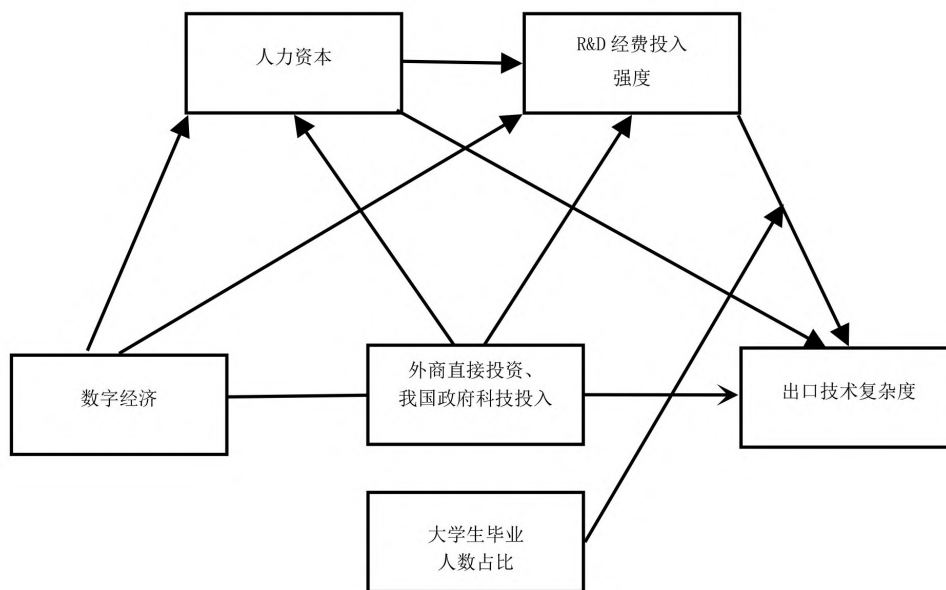 人力资本
R&D 经费投入
强度
数字经济
外商直接投资、
我国政府科技投入
出口技术复杂度
大学生毕业
人数占比